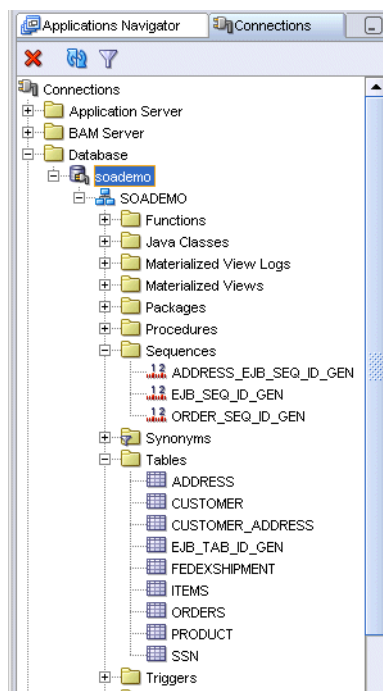 Applications Navigator Connections
Connections
Application Server
BAM Server
Database
soademo
SOADEMO
Functions
Java Classes
Materialized View Logs
Materialized Views
Packages
Procedures
Sequences
ADDRESS_EJB_SEQ_ID_GEN
EJB_SEQ_ID_GEN
ORDER_SEQ_ID_GEN
Synonyms
Tables
ADDRESS
CUSTOMER
CUSTOMER_ADDRESS
EJB_TAB_ID_GEN
FEDEXSHIPMENT
ITEMS
ORDERS
PRODUCT
SSN
Triggers